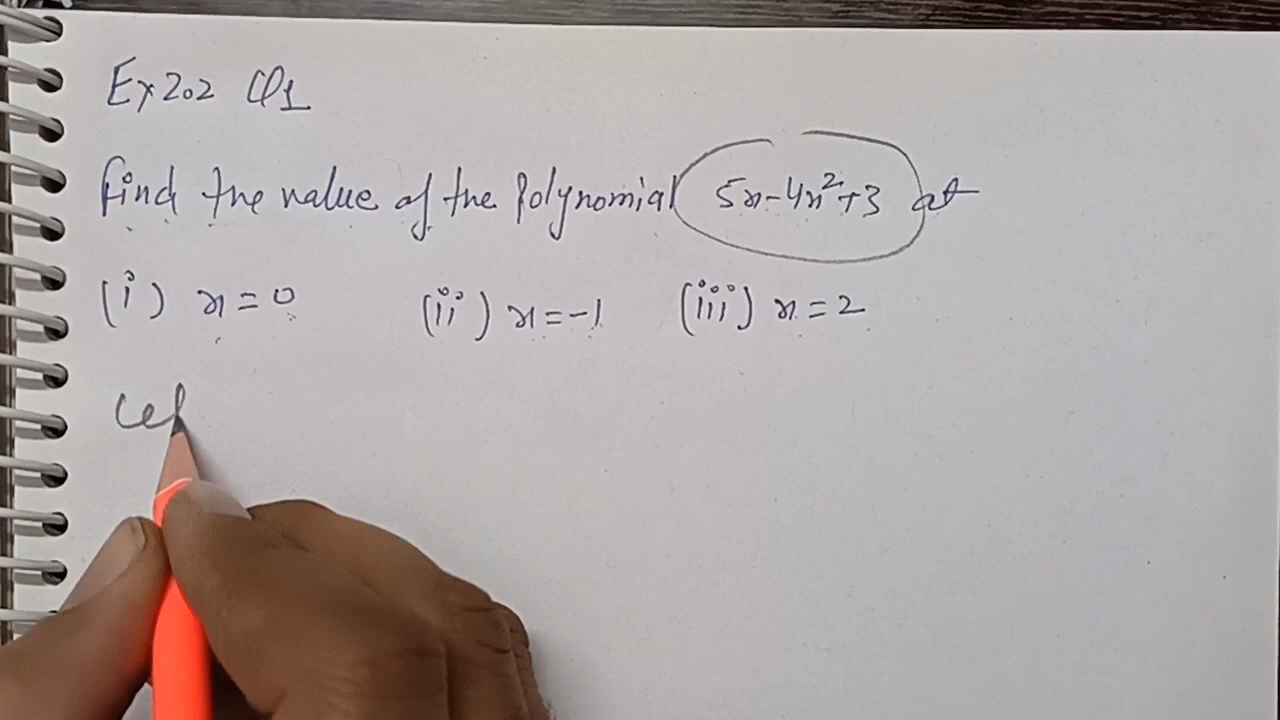 Ex 2.2 Q1
Find the value of the Polynomial 5x-4x²+3 at
(i) x=0 (ii) x=-1 (iii) x=2
Let